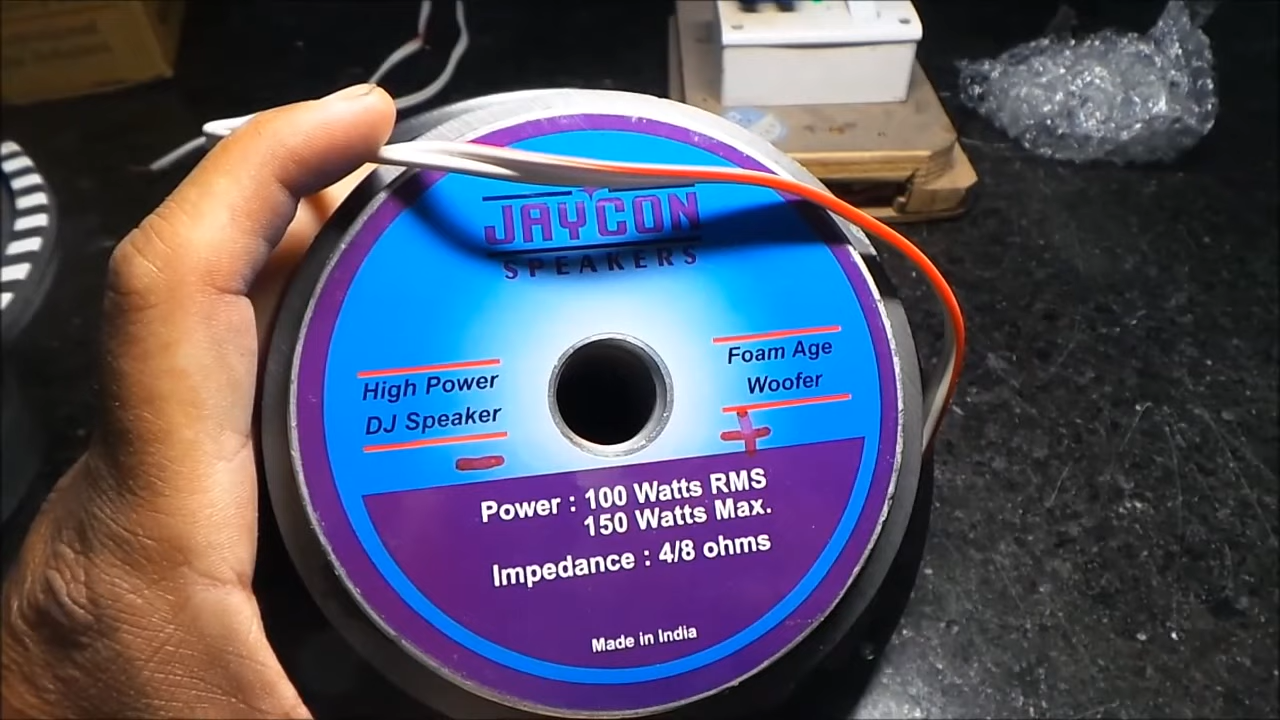 JAYCON
SPEAKERS
High Power
DJ Speaker
Foam Age
Woofer
-
+
Power : 100 Watts RMS
150 Watts Max.
Impedance : 4/8 ohms
Made in India